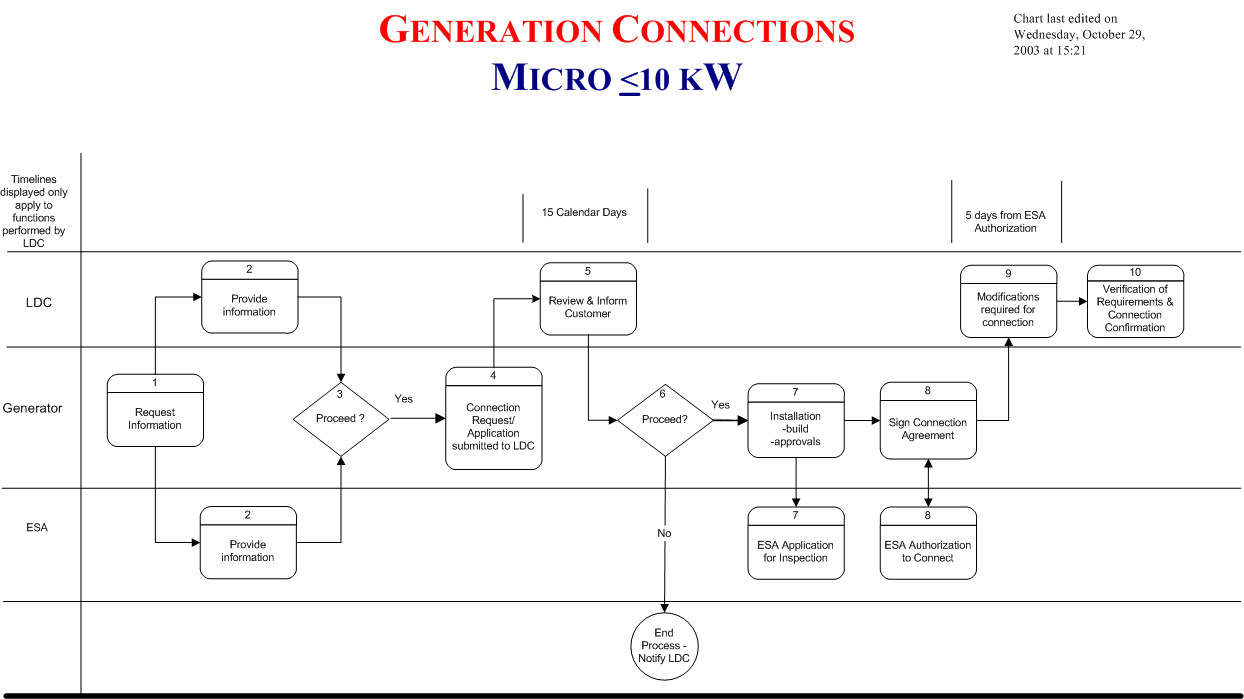 GENERATION CONNECTIONS
MICRO ≤10 KW
Chart last edited on
Wednesday, October 29,
2003 at 15:21
Timelines
displayed only
apply to
functions
performed by
LDC
15 Calendar Days
5 days from ESA
Authorization
LDC
2
Provide
information
5
Review & Inform
Customer
9
Modifications
required for
connection
10
Verification of
Requirements &
Connection
Confirmation
Generator
1
Request
Information
3
Proceed ?
Yes
4
Connection
Request/
Application
submitted to LDC
6
Proceed?
Yes
7
Installation
-build
-approvals
8
Sign Connection
Agreement
ESA
2
Provide
information
No
7
ESA Application
for Inspection
8
ESA Authorization
to Connect
End
Process -
Notify LDC